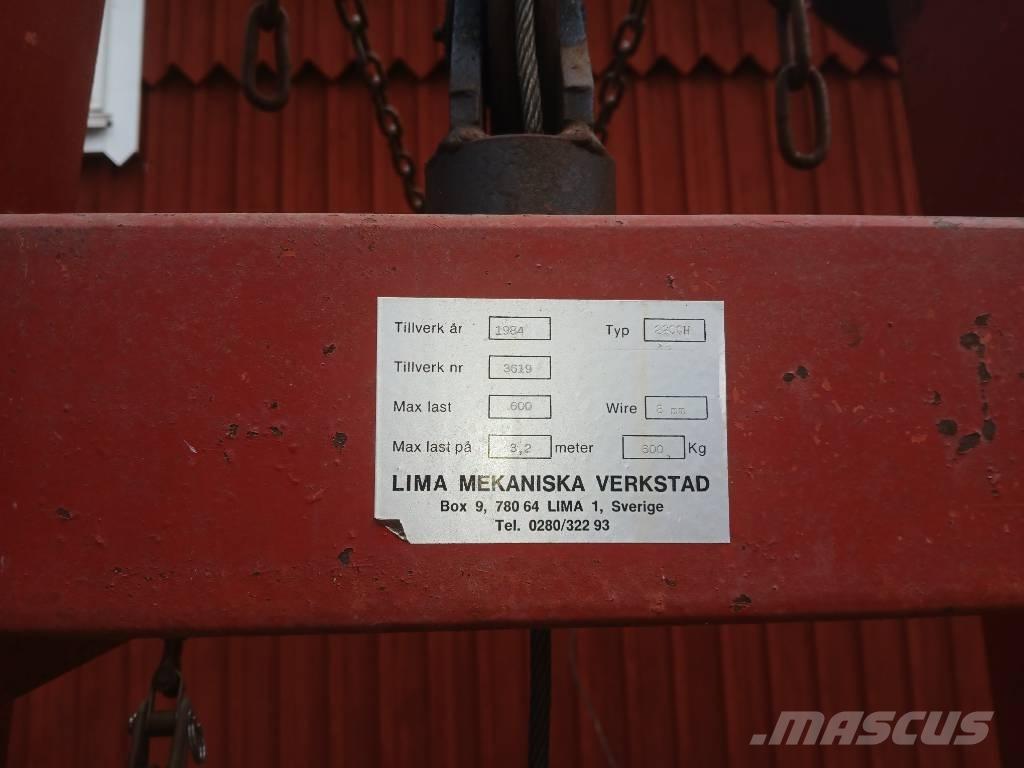 Tillverk år 1984 Typ 2200H
Tillverk nr 3619
Max last 600 Wire 8 mm
Max last på 3,2 meter 600 Kg
LIMA MEKANISKA VERKSTAD
Box 9, 780 64 LIMA 1, Sverige
Tel. 0280/322 93
MASCUS